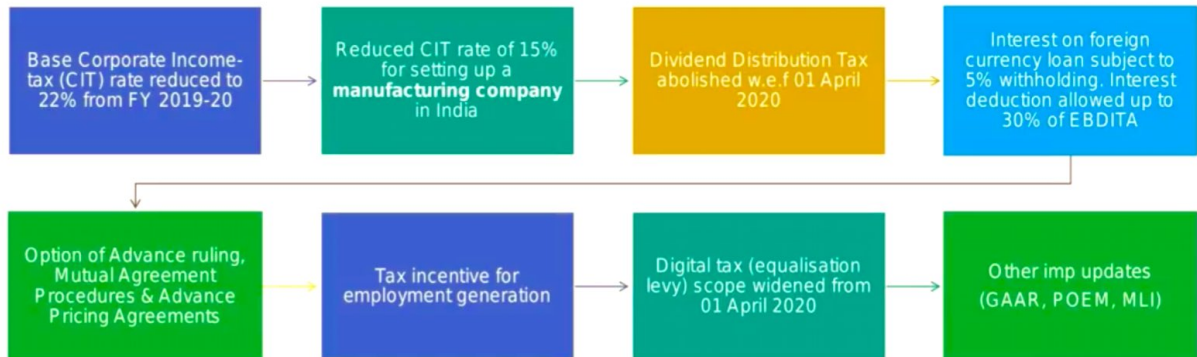 Base Corporate Income-
tax (CIT) rate reduced to
22% from FY 2019-20
Reduced CIT rate of 15%
for setting up a
manufacturing company
in India
Dividend Distribution Tax
abolished w.e.f 01 April
2020
Interest on foreign
currency loan subject to
5% withholding. Interest
deduction allowed up to
30% of EBDITA
Option of Advance ruling,
Mutual Agreement
Procedures & Advance
Pricing Agreements
Tax incentive for
employment generation
Digital tax (equalisation
levy) scope widened from
01 April 2020
Other imp updates
(GAAR, POEM, MLI)